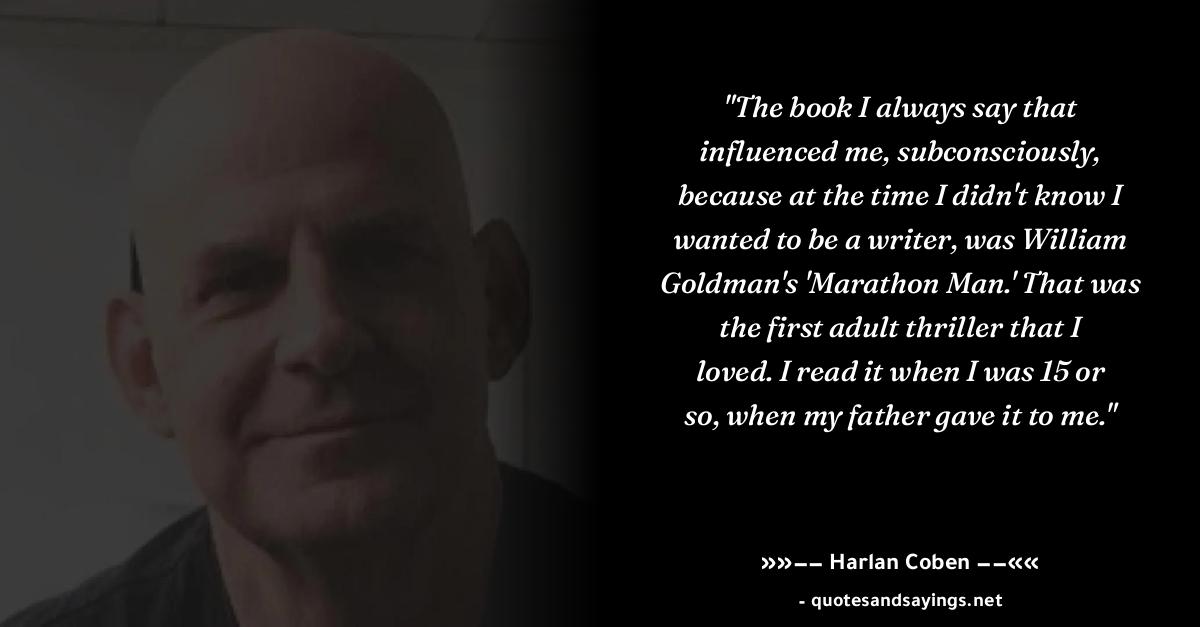 "The book I always say that
influenced me, subconsciously,
because at the time I didn't know I
wanted to be a writer, was William
Goldman's 'Marathon Man.' That was
the first adult thriller that I
loved. I read it when I was 15 or
so, when my father gave it to me."
»»−− Harlan Coben −−««
- quotesandsayings.net